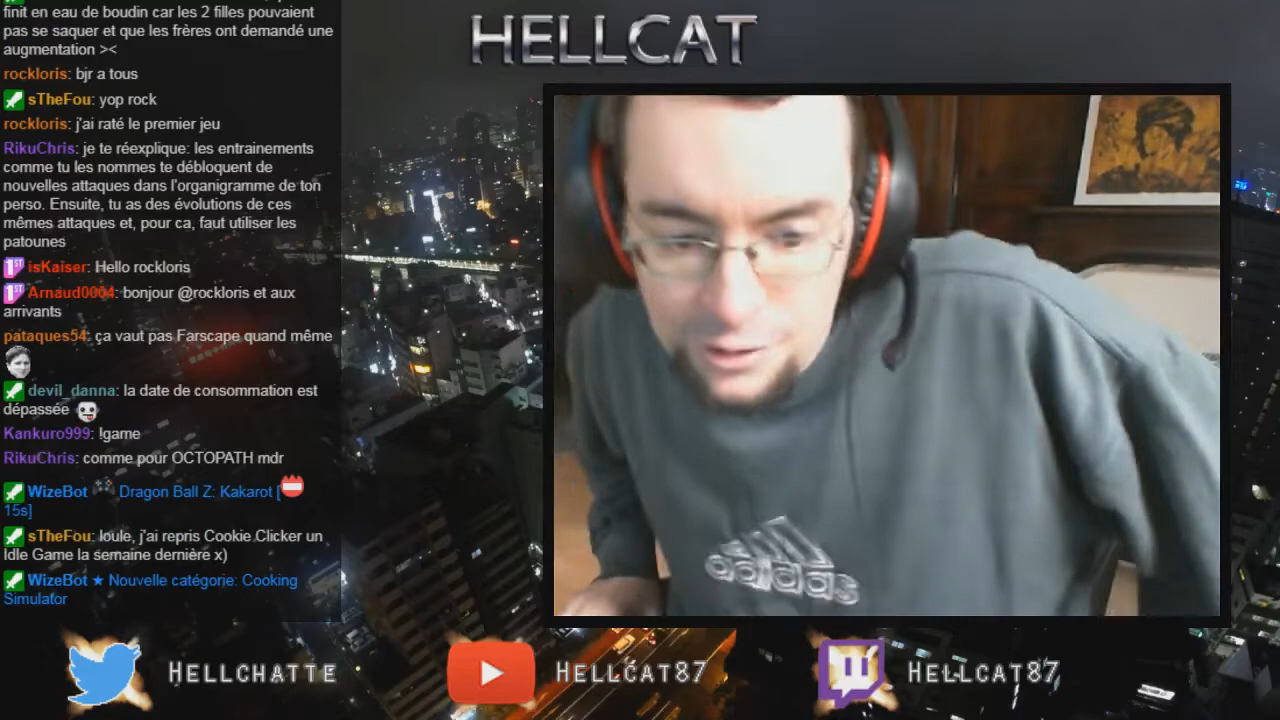 finit en eau de boudin car les 2 filles pouvaient
pas se saquer et que les frères ont demandé une
augmentation ><
rockloris: bjr a tous
sTheFou: yop rock
rockloris: j'ai raté le premier jeu
RikuChris: je te réexplique: les entrainements
comme tu les nommes te débloquent de
nouvelles attaques dans l'organigramme de ton
perso. Ensuite, tu as des évolutions de ces
mêmes attaques et, pour ca, faut utiliser les
patounes
1ST isKaiser: Hello rockloris
1ST Arnaud0004: bonjour @rockloris et aux
arrivants
pataques54: ça vaut pas Farscape quand même
devil_danna: la date de consommation est
dépassée
Kankuro999: !game
RikuChris: comme pour OCTOPATH mdr
WizeBot Dragon Ball Z: Kakarot [
15s]
sTheFou: loule, j'ai repris Cookie Clicker un
Idle Game la semaine dernière x)
WizeBot ★ Nouvelle catégorie: Cooking
Simulator
HELLCAT
adidas
HELLCHATTE
HELLCAT87
HELLCAT87